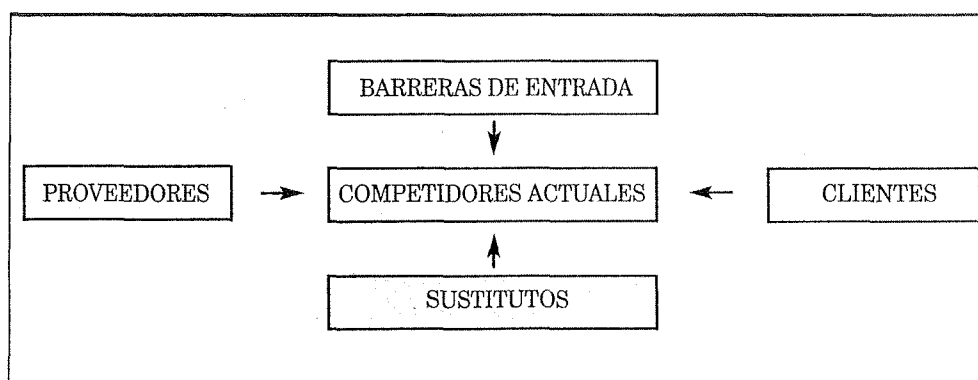 BARRERAS DE ENTRADA
PROVEEDORES
COMPETIDORES ACTUALES
CLIENTES
SUSTITUTOS